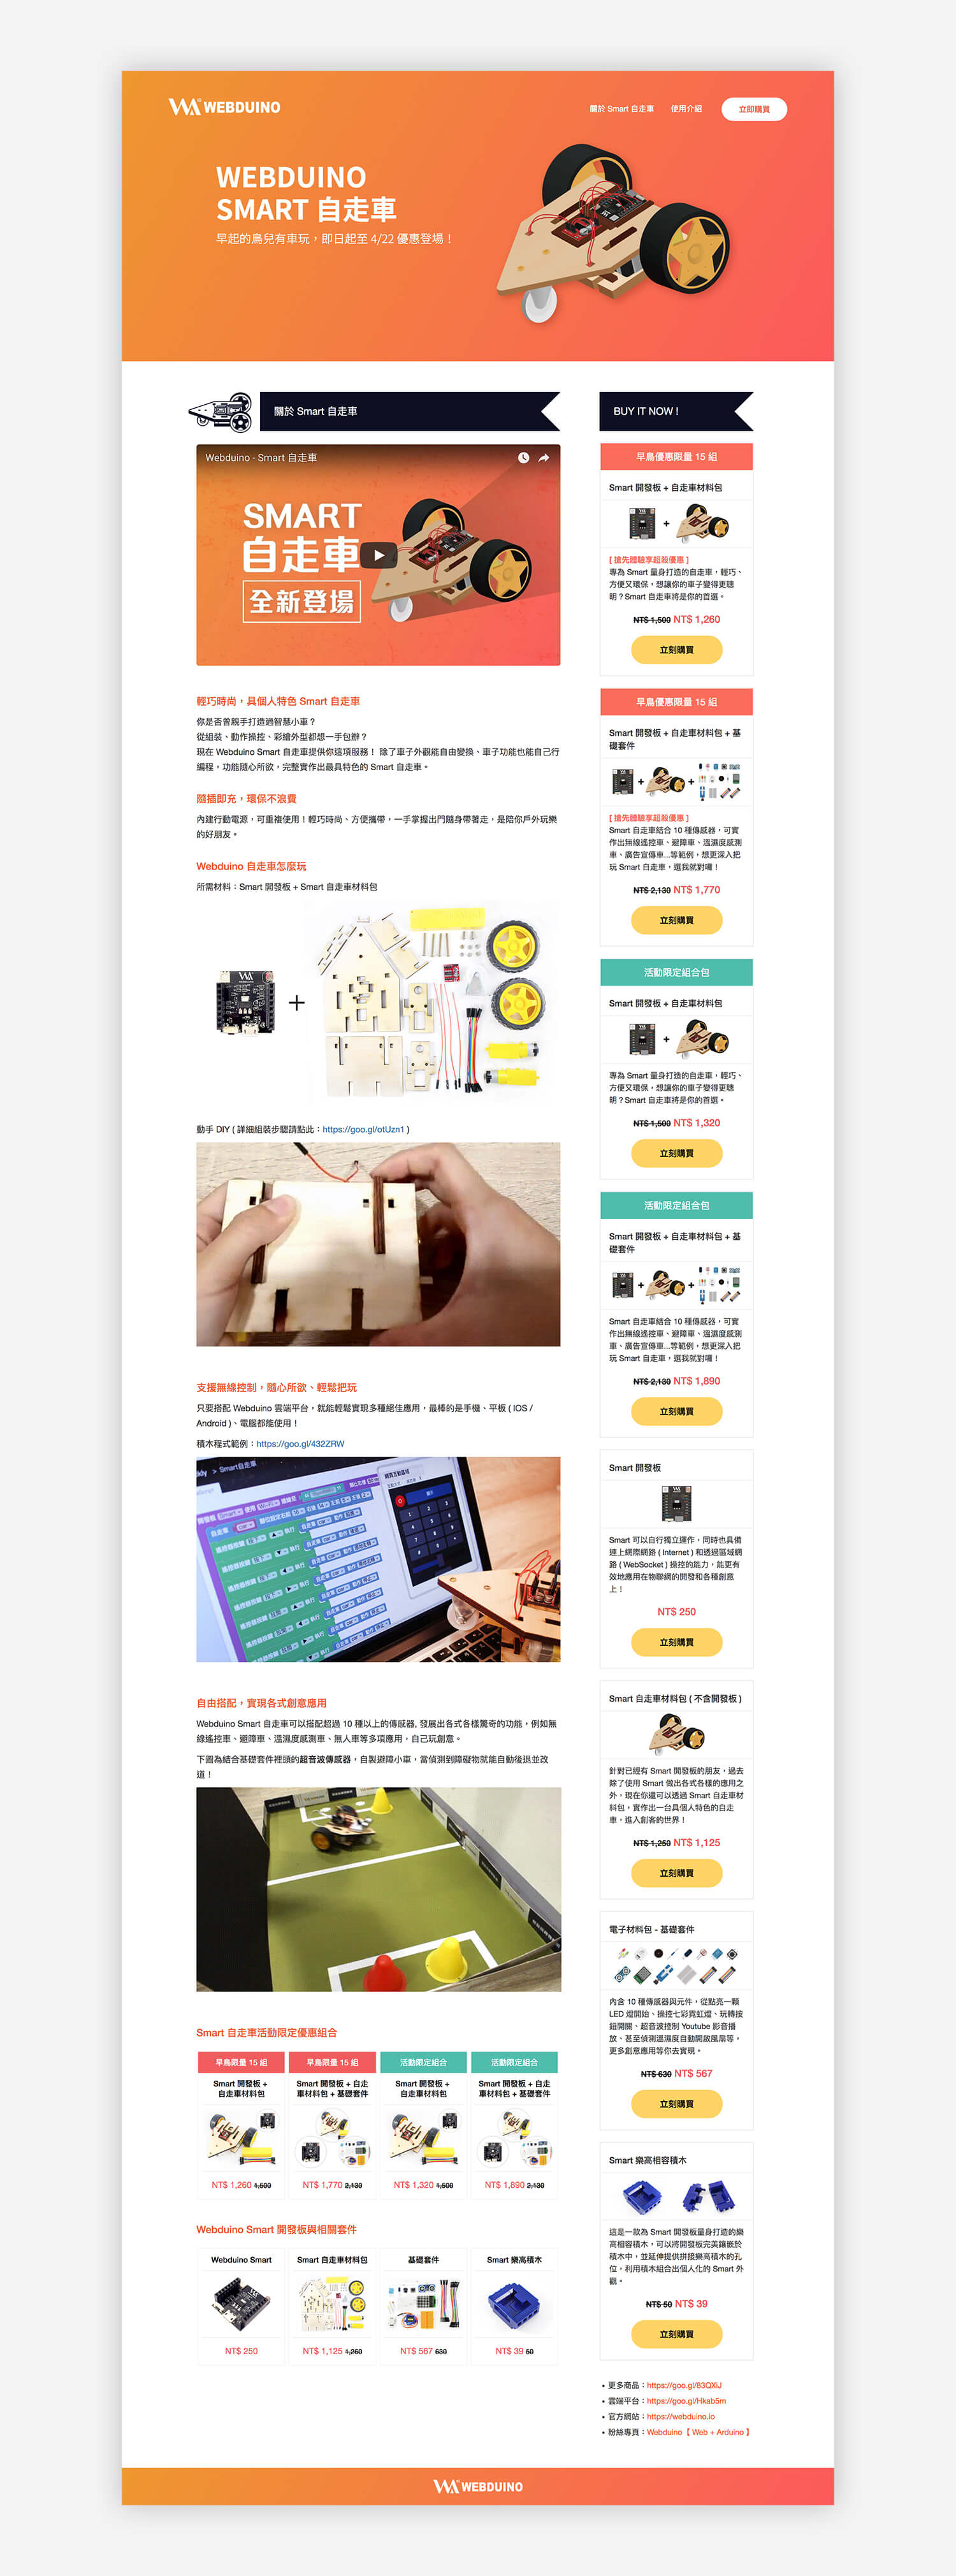 WEBDUINO
關於 Smart 自走車
使用介紹
立即購買
WEBDUINO
SMART 自走車
早起的鳥兒有車玩，即日起至 4/22 優惠登場！
關於 Smart 自走車
Webduino - Smart 自走車
SMART
自走車
全新登場
輕巧時尚，具個人特色 Smart 自走車
你是否曾親手打造過智慧小車？
從組裝、動作操控、彩繪外型都想一手包辦？
現在 Webduino Smart 自走車提供你這項服務！ 除了車子外觀能自由變換、車子功能也能自己行
編程，功能隨心所欲，完整實作出最具特色的 Smart 自走車。
隨插即充，環保不浪費
內建行動電源，可重複使用！輕巧時尚、方便攜帶，一手掌握出門隨身帶著走，是陪你戶外玩樂
的好朋友。
Webduino 自走車怎麼玩
所需材料：Smart 開發板 + Smart 自走車材料包
+
動手 DIY ( 詳細組裝步驟請點此：https://goo.gl/otUzn1 )
支援無線控制，隨心所欲、輕鬆把玩
只要搭配 Webduino 雲端平台，就能輕鬆實現多種絕佳應用，最棒的是手機、平板 ( IOS /
Android )、電腦都能使用！
積木程式範例：https://goo.gl/432ZRW
自由搭配，實現各式創意應用
Webduino Smart 自走車可以搭配超過 10 種以上的傳感器, 發展出各式各樣驚奇的功能，例如無
線遙控車、避障車、溫濕度感測車、無人車等多項應用，自己玩創意。
下圖為結合基礎套件裡頭的超音波傳感器，自製避障小車，當偵測到障礙物就能自動後退並改
道！
Smart 自走車活動限定優惠組合
早鳥限量 15 組
Smart 開發板 +
自走車材料包
NT$ 1,260 1,500
早鳥限量 15 組
Smart 開發板 + 自走
車材料包 + 基礎套件
NT$ 1,770 2,130
活動限定組合
Smart 開發板 +
自走車材料包
NT$ 1,320 1,500
活動限定組合
Smart 開發板 + 自走
車材料包 + 基礎套件
NT$ 1,890 2,130
Webduino Smart 開發板與相關套件
Webduino Smart
NT$ 250
Smart 自走車材料包
NT$ 1,125 1,250
基礎套件
NT$ 567 630
Smart 樂高積木
NT$ 39 50
BUY IT NOW !
早鳥優惠限量 15 組
Smart 開發板 + 自走車材料包
+
[ 搶先體驗享超殺優惠 ]
專為 Smart 量身打造的自走車，輕巧、
方便又環保，想讓你的車子變得更聰
明？Smart 自走車將是你的首選。
NT$ 1,500 NT$ 1,260
立刻購買
早鳥優惠限量 15 組
Smart 開發板 + 自走車材料包 + 基
礎套件
+ +
[ 搶先體驗享超殺優惠 ]
Smart 自走車結合 10 種傳感器，可實
作出無線遙控車、避障車、溫濕度感測
車、廣告宣傳車...等範例，想更深入把
玩 Smart 自走車，選我就對囉！
NT$ 2,130 NT$ 1,770
立刻購買
活動限定組合包
Smart 開發板 + 自走車材料包
+
專為 Smart 量身打造的自走車，輕巧、
方便又環保，想讓你的車子變得更聰
明？Smart 自走車將是你的首選。
NT$ 1,500 NT$ 1,320
立刻購買
活動限定組合包
Smart 開發板 + 自走車材料包 + 基
礎套件
+ +
Smart 自走車結合 10 種傳感器，可實
作出無線遙控車、避障車、溫濕度感測
車、廣告宣傳車...等範例，想更深入把
玩 Smart 自走車，選我就對囉！
NT$ 2,130 NT$ 1,890
立刻購買
Smart 開發板
Smart 可以自行獨立運作，同時也具備
連上網際網路 ( Internet ) 和透過區域網
路 ( WebSocket ) 操控的能力，能更有
效地應用在物聯網的開發和各種創意
上！
NT$ 250
立刻購買
Smart 自走車材料包 ( 不含開發板 )
針對已經有 Smart 開發板的朋友，過去
除了使用 Smart 做出各式各樣的應用之
外，現在你還可以透過 Smart 自走車材
料包，實作出一台具個人特色的自走
車，進入創客的世界！
NT$ 1,250 NT$ 1,125
立刻購買
電子材料包 - 基礎套件
內含 10 種傳感器與元件，從點亮一顆
LED 燈開始、操控七彩霓虹燈、玩轉按
鈕開關、超音波控制 Youtube 影音播
放、甚至偵測溫濕度自動開啟風扇等，
更多創意應用等你去實現。
NT$ 630 NT$ 567
立刻購買
Smart 樂高相容積木
這是一款為 Smart 開發板量身打造的樂
高相容積木，可以將開發板完美鑲嵌於
積木中，並延伸提供拼接樂高積木的孔
位，利用積木組合出個人化的 Smart 外
觀。
NT$ 50 NT$ 39
立刻購買
• 更多商品：https://goo.gl/83QXiJ
• 雲端平台：https://goo.gl/Hkab5m
• 官方網站：https://webduino.io
• 粉絲專頁：Webduino【 Web + Arduino 】
WEBDUINO